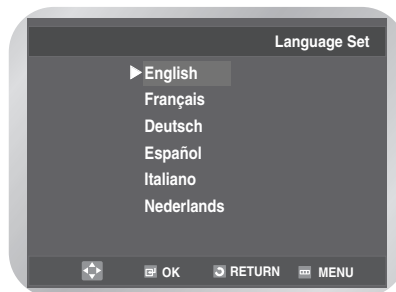 Language Set
English
Français
Deutsch
Español
Italiano
Nederlands
OK RETURN MENU